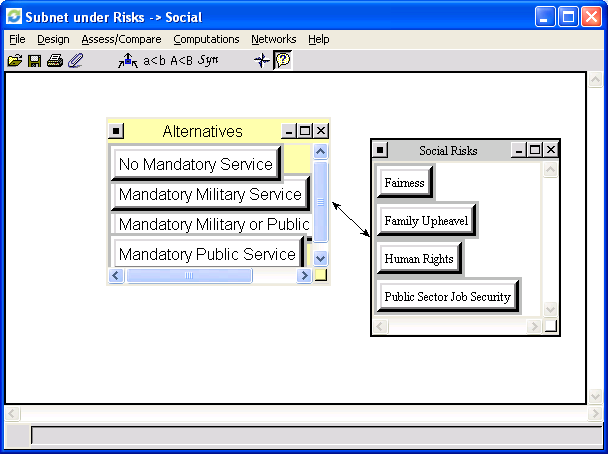 Subnet under Risks -> Social
File Design Assess/Compare Computations Networks Help
a<b A<B Syn
Alternatives
No Mandatory Service
Mandatory Military Service
Mandatory Military or Public
Mandatory Public Service
Social Risks
Fairness
Family Upheavel
Human Rights
Public Sector Job Security